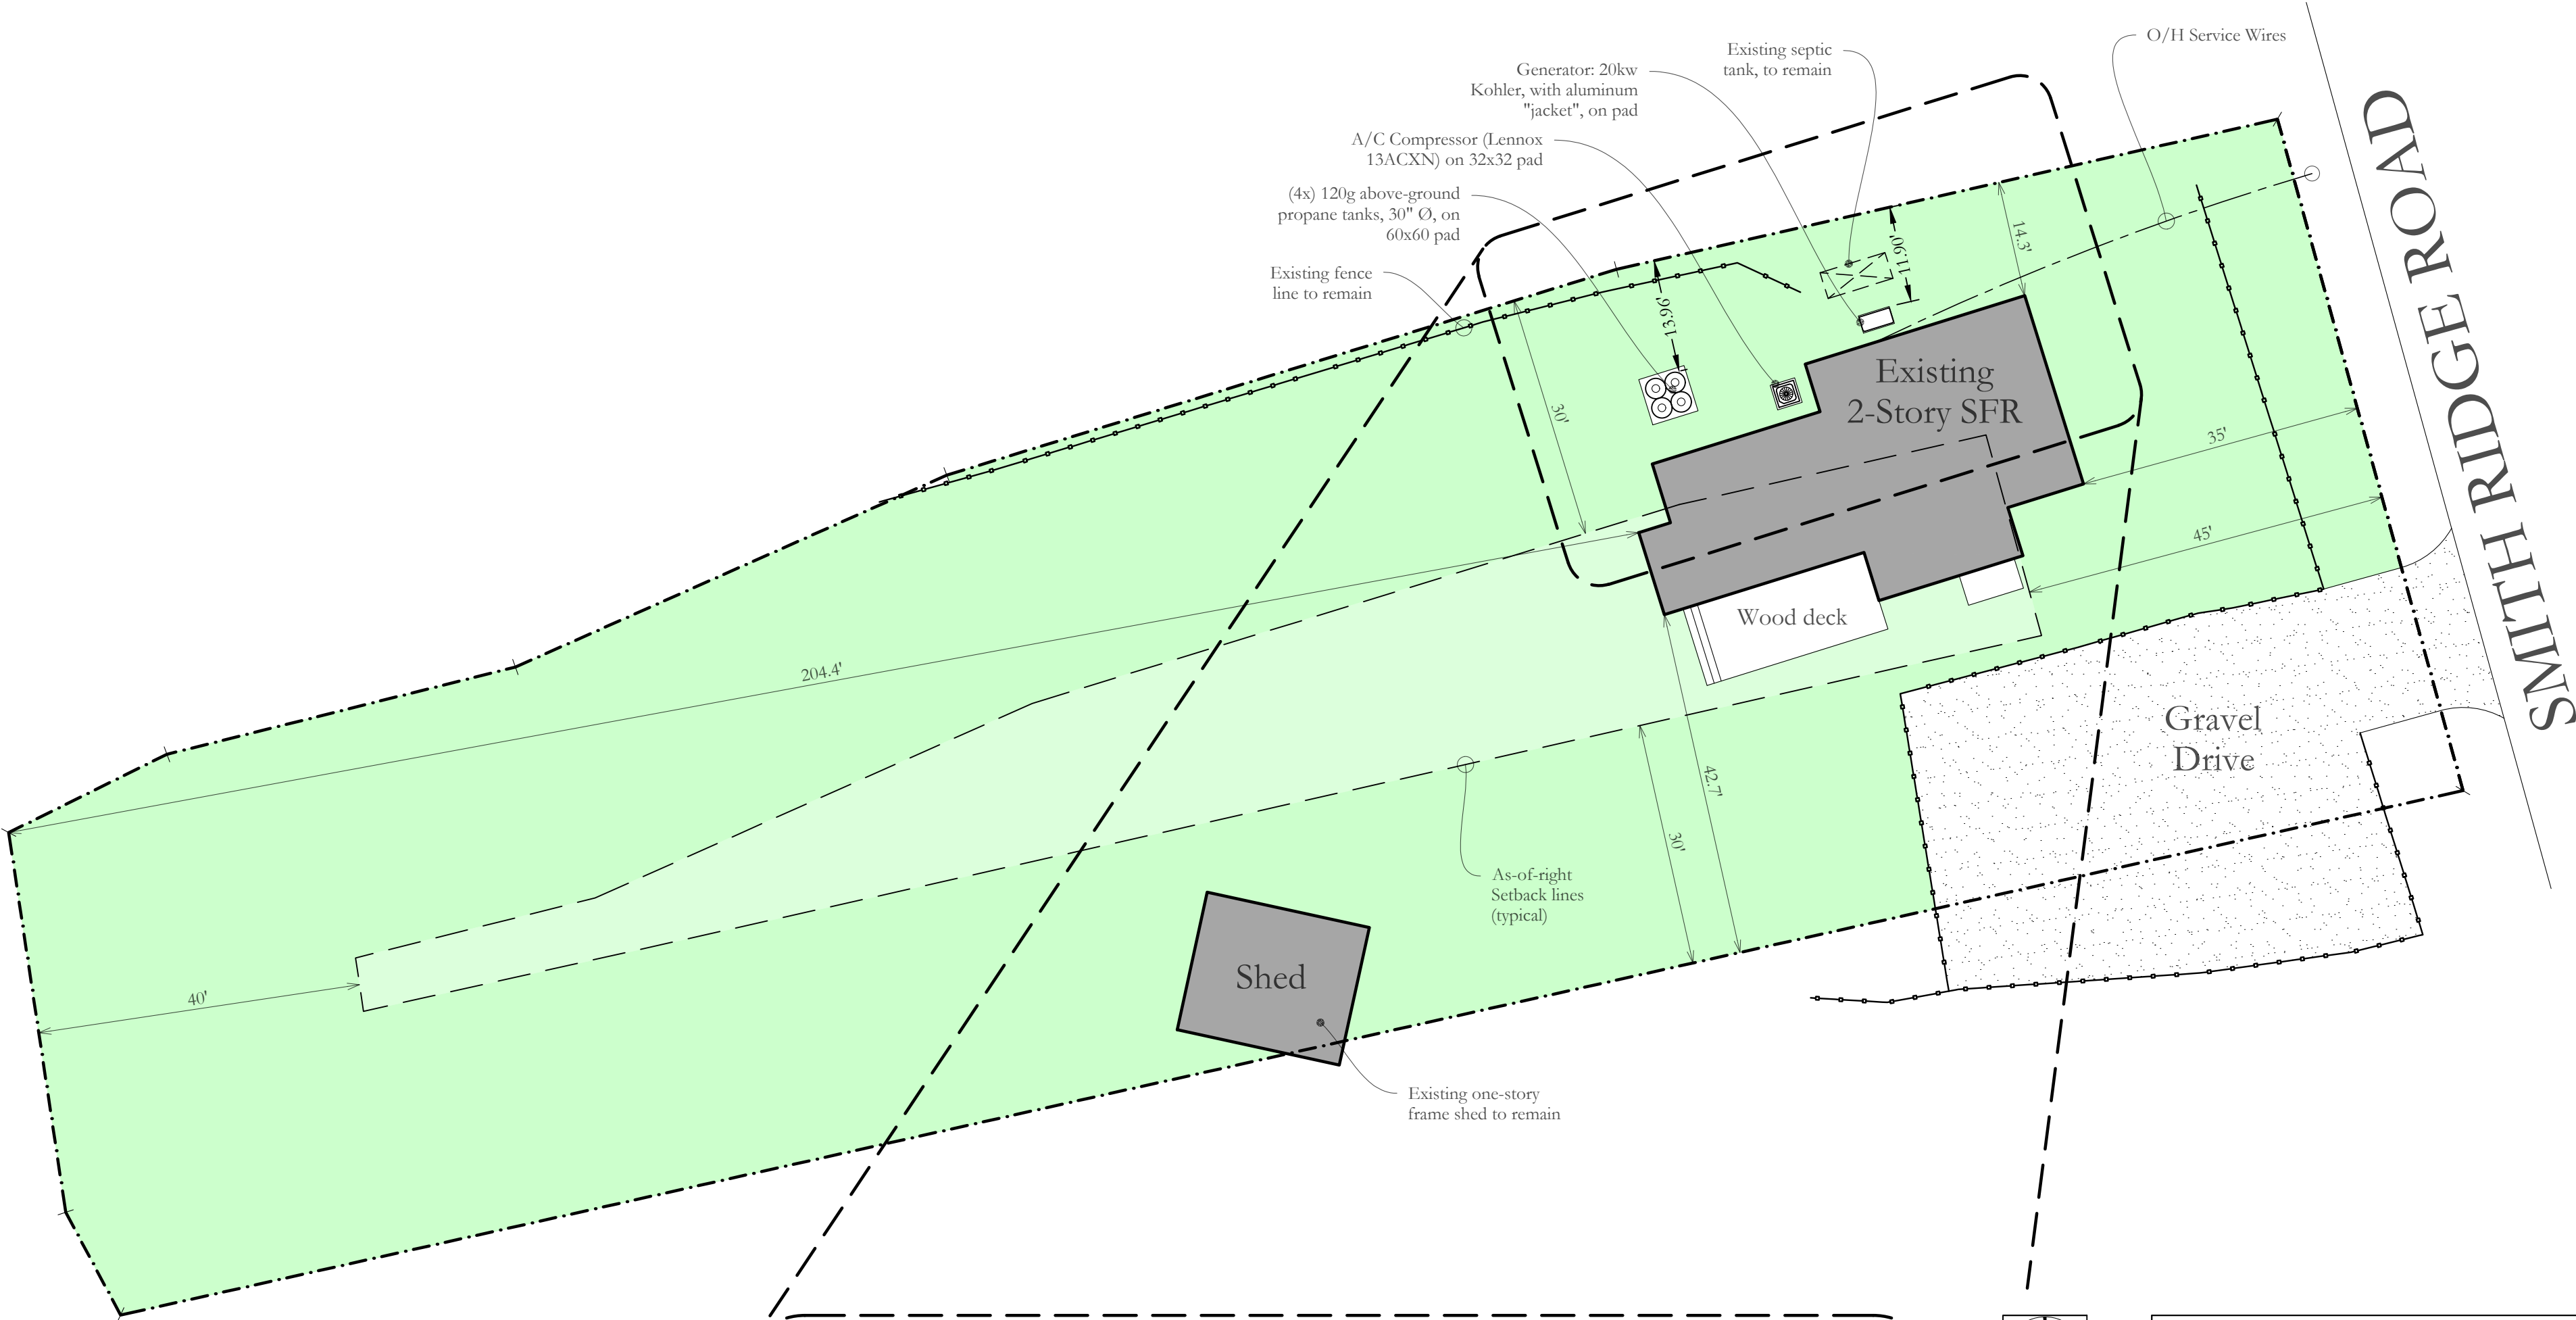 O/H Service Wires
Existing septic
tank, to remain
Generator: 20kw
Kohler, with aluminum
"jacket", on pad
A/C Compressor (Lennox
13ACXN) on 32x32 pad
(4x) 120g above-ground
propane tanks, 30" Ø, on
60x60 pad
Existing fence
line to remain
SMITH RIDGE ROAD
14.3'
11.90'
13.96'
30'
Existing
2-Story SFR
35'
45'
Wood deck
204.4'
Gravel
Drive
42.7'
30'
As-of-right
Setback lines
(typical)
Shed
40'
Existing one-story
frame shed to remain